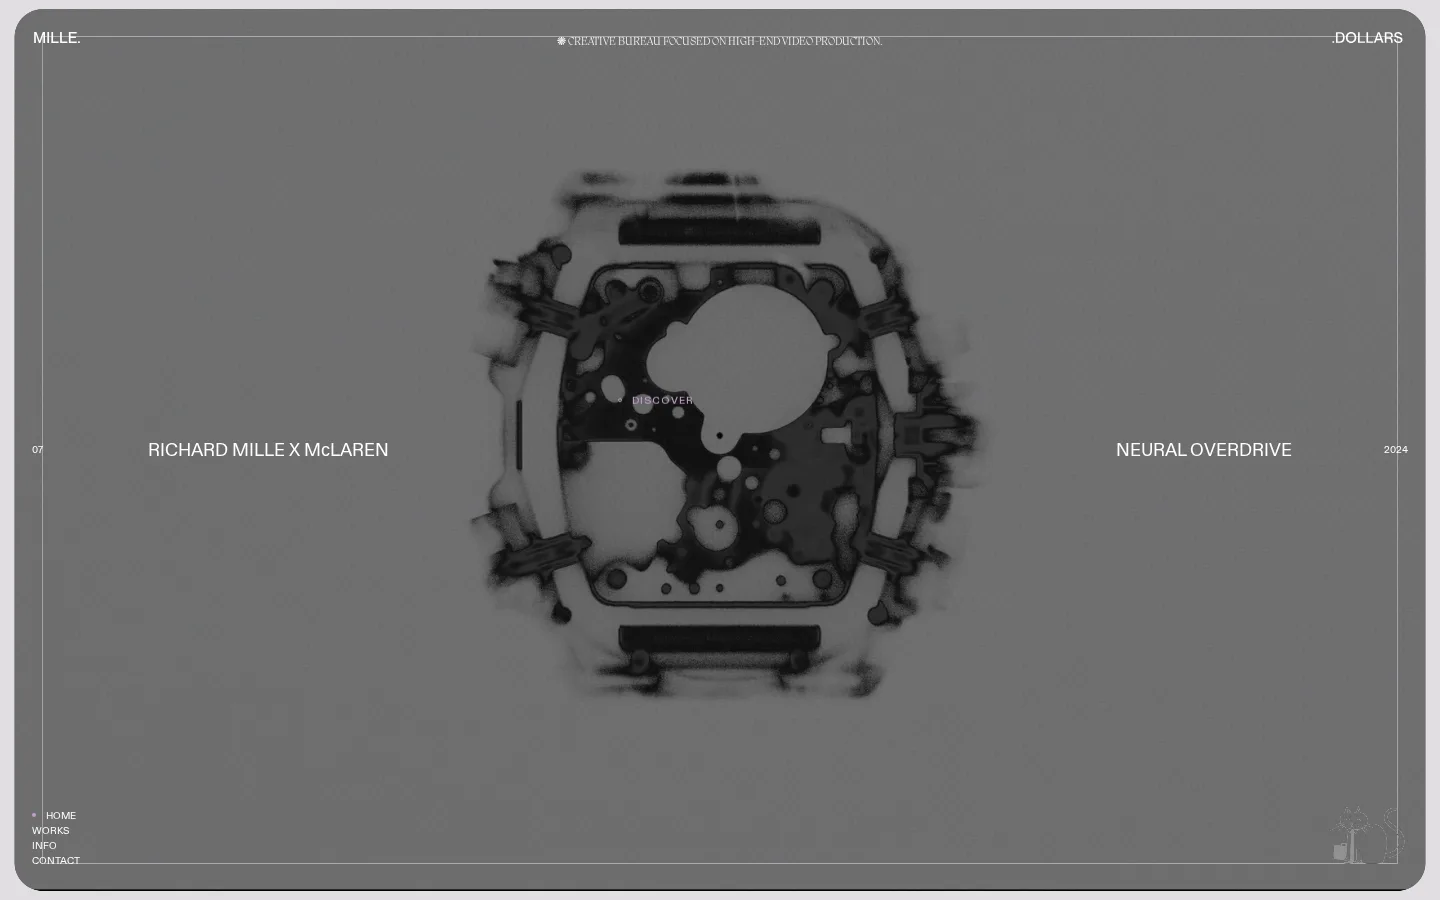 MILLE.
❋ CREATIVE BUREAU FOCUSED ON HIGH-END VIDEO PRODUCTION.
.DOLLARS
DISCOVER
07
RICHARD MILLE X McLAREN
NEURAL OVERDRIVE
2024
HOME
WORKS
INFO
CONTACT